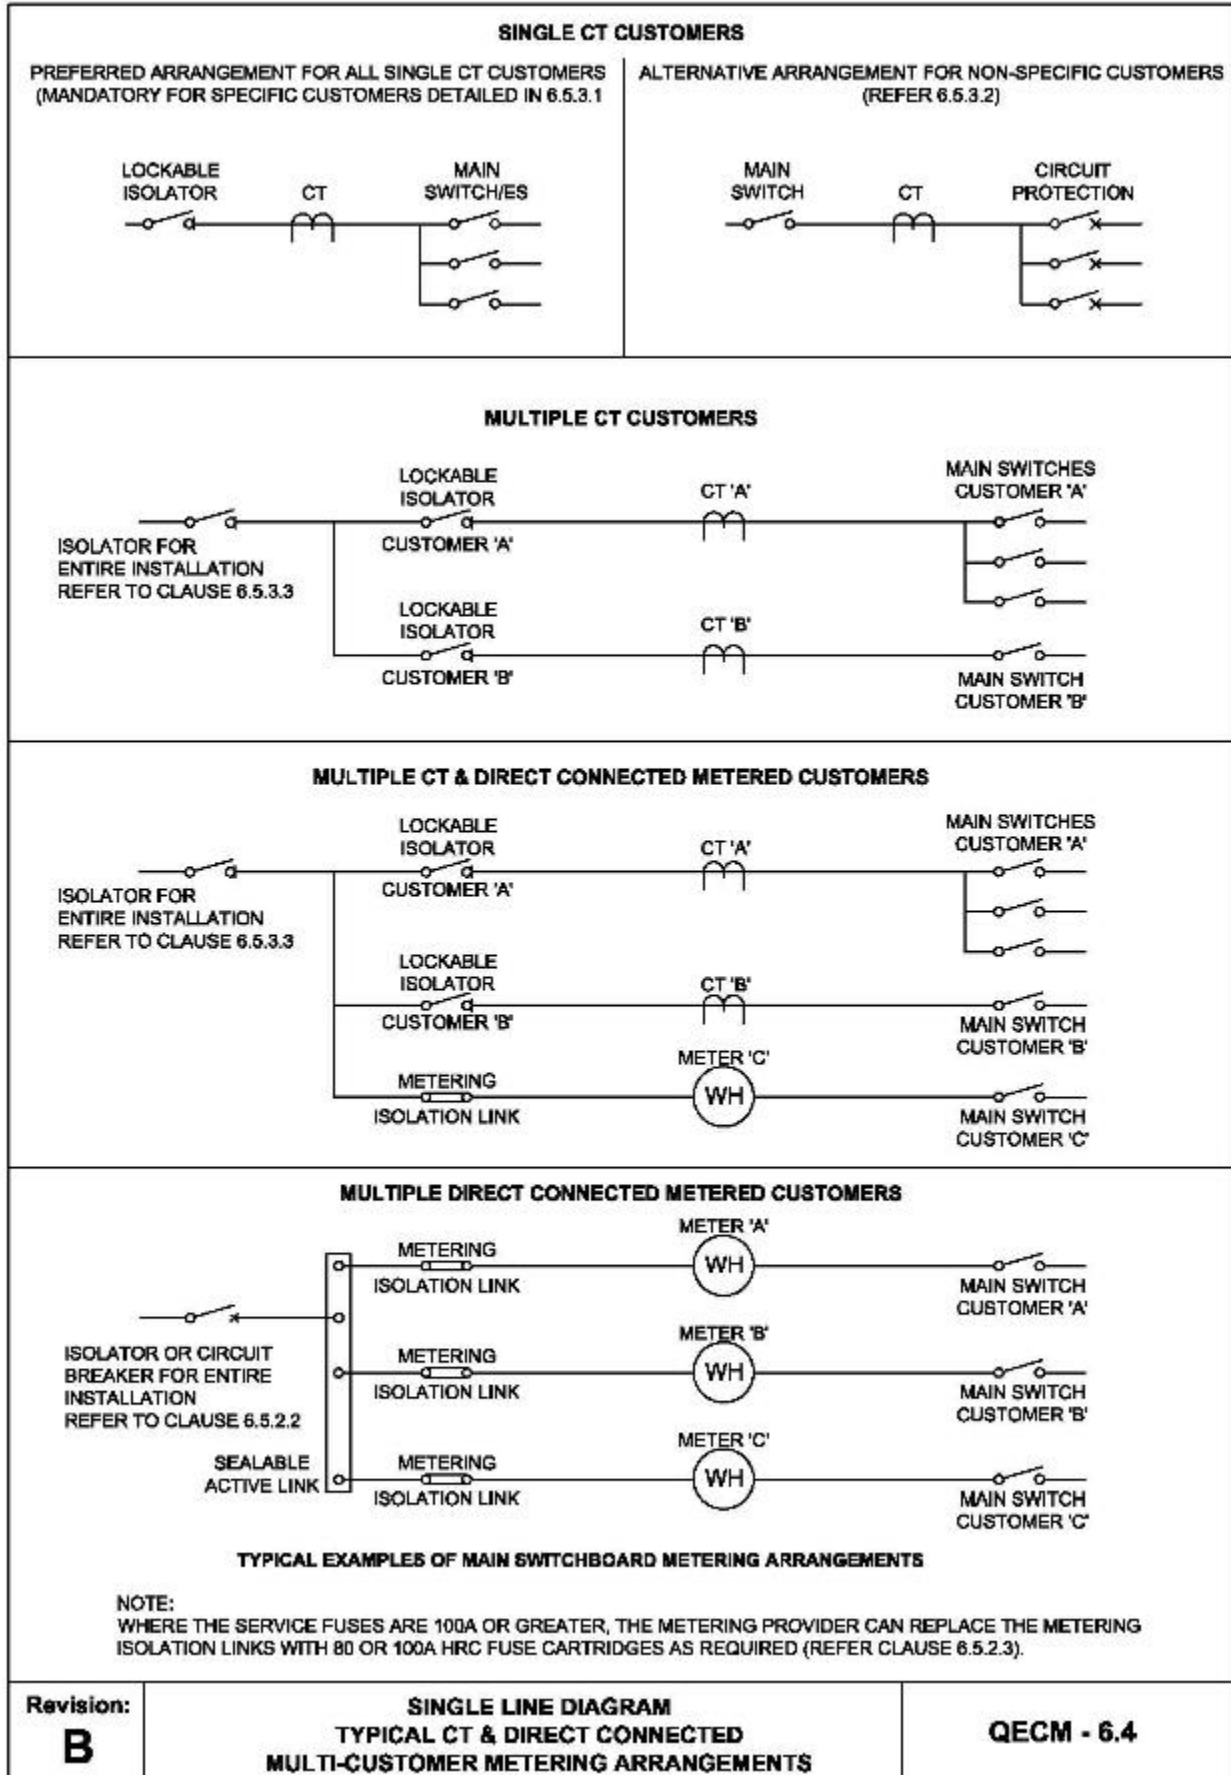 SINGLE CT CUSTOMERS
PREFERRED ARRANGEMENT FOR ALL SINGLE CT CUSTOMERS
(MANDATORY FOR SPECIFIC CUSTOMERS DETAILED IN 6.5.3.1
ALTERNATIVE ARRANGEMENT FOR NON-SPECIFIC CUSTOMERS
(REFER 6.5.3.2)
LOCKABLE
ISOLATOR
CT
MAIN
SWITCH/ES
MAIN
SWITCH
CT
CIRCUIT
PROTECTION
MULTIPLE CT CUSTOMERS
ISOLATOR FOR
ENTIRE INSTALLATION
REFER TO CLAUSE 6.5.3.3
LOCKABLE
ISOLATOR
CUSTOMER 'A'
CT 'A'
MAIN SWITCHES
CUSTOMER 'A'
LOCKABLE
ISOLATOR
CUSTOMER 'B'
CT 'B'
MAIN SWITCH
CUSTOMER 'B'
MULTIPLE CT & DIRECT CONNECTED METERED CUSTOMERS
ISOLATOR FOR
ENTIRE INSTALLATION
REFER TO CLAUSE 6.5.3.3
LOCKABLE
ISOLATOR
CUSTOMER 'A'
CT 'A'
MAIN SWITCHES
CUSTOMER 'A'
LOCKABLE
ISOLATOR
CUSTOMER 'B'
CT 'B'
MAIN SWITCH
CUSTOMER 'B'
METERING
ISOLATION LINK
METER 'C'
WH
MAIN SWITCH
CUSTOMER 'C'
MULTIPLE DIRECT CONNECTED METERED CUSTOMERS
ISOLATOR OR CIRCUIT
BREAKER FOR ENTIRE
INSTALLATION
REFER TO CLAUSE 6.5.2.2
SEALABLE
ACTIVE LINK
METERING
ISOLATION LINK
METER 'A'
WH
MAIN SWITCH
CUSTOMER 'A'
METERING
ISOLATION LINK
METER 'B'
WH
MAIN SWITCH
CUSTOMER 'B'
METERING
ISOLATION LINK
METER 'C'
WH
MAIN SWITCH
CUSTOMER 'C'
TYPICAL EXAMPLES OF MAIN SWITCHBOARD METERING ARRANGEMENTS
NOTE:
WHERE THE SERVICE FUSES ARE 100A OR GREATER, THE METERING PROVIDER CAN REPLACE THE METERING
ISOLATION LINKS WITH 80 OR 100A HRC FUSE CARTRIDGES AS REQUIRED (REFER CLAUSE 6.5.2.3).
Revision:
B
SINGLE LINE DIAGRAM
TYPICAL CT & DIRECT CONNECTED
MULTI-CUSTOMER METERING ARRANGEMENTS
QECM - 6.4